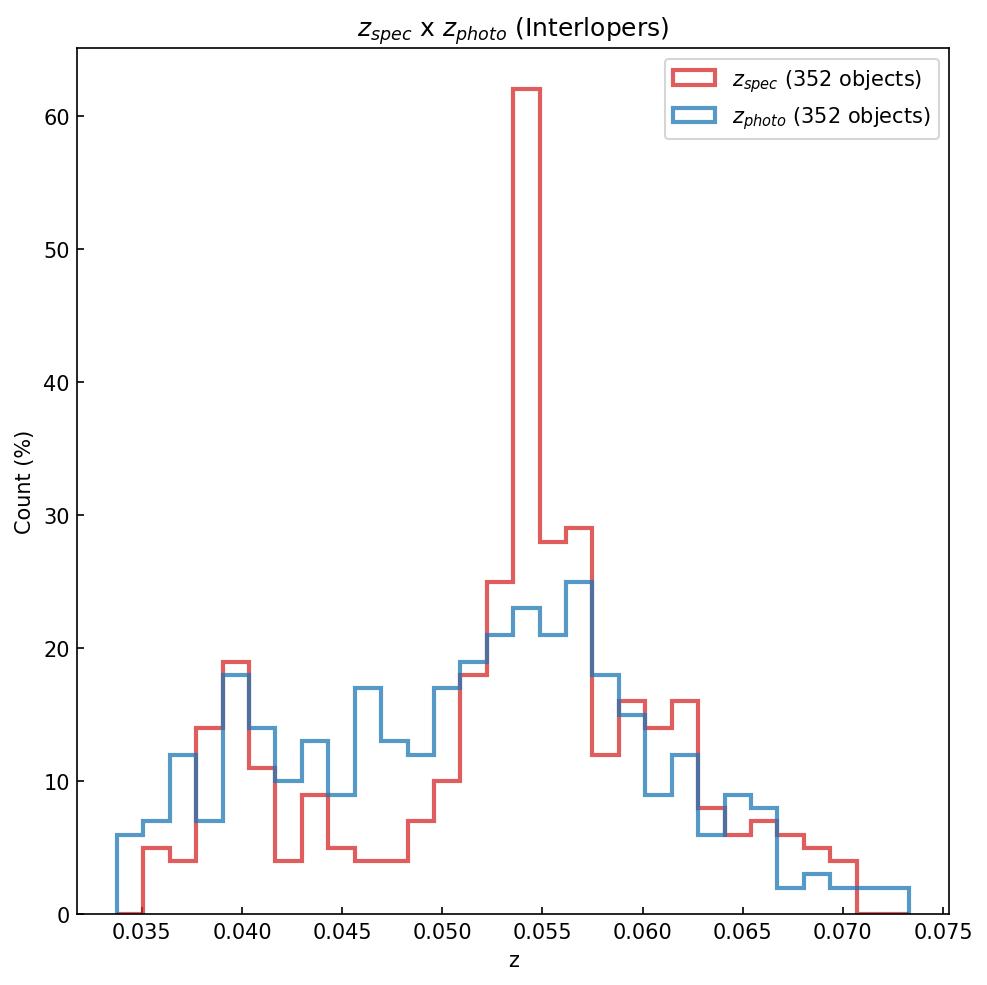 z_spec x z_photo (Interlopers)
z_spec (352 objects)
z_photo (352 objects)
Count (%)
60
50
40
30
20
10
0
0.035 0.040 0.045 0.050 0.055 0.060 0.065 0.070 0.075
z